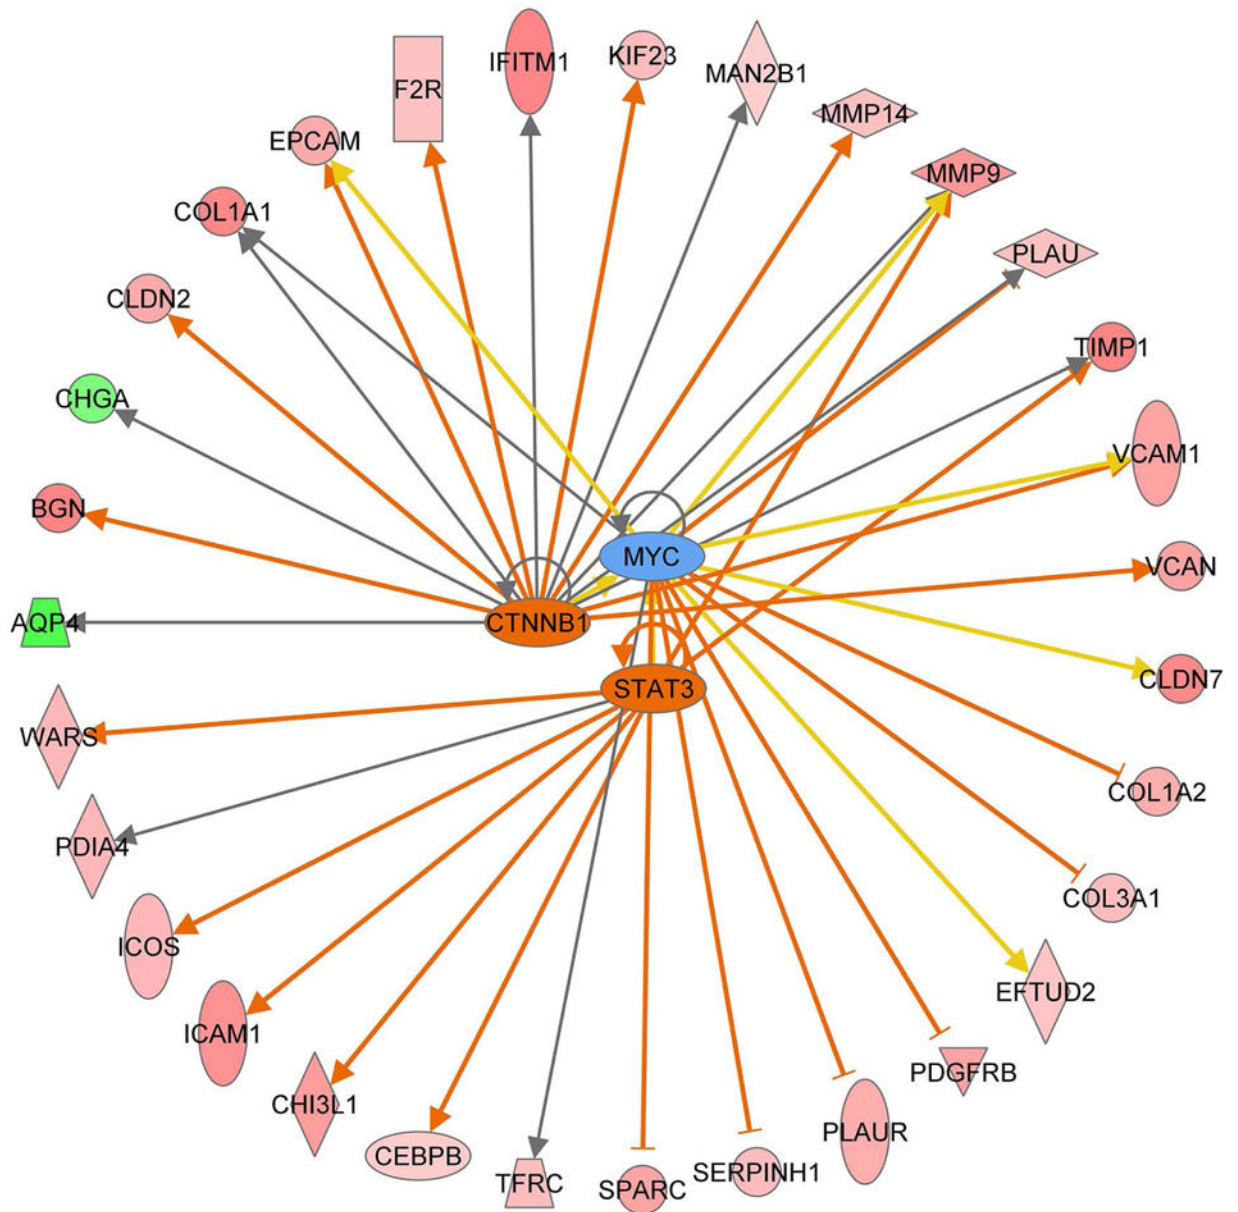 IFITM1
KIF23
MAN2B1
F2R
MMP14
EPCAM
MMP9
COL1A1
PLAU
CLDN2
TIMP1
CHGA
VCAM1
BGN
MYC
VCAN
AQP4
CTNNB1
STAT3
CLDN7
WARS
COL1A2
PDIA4
COL3A1
ICOS
EFTUD2
ICAM1
PDGFRB
CHI3L1
PLAUR
CEBPB
SERPINH1
TFRC
SPARC